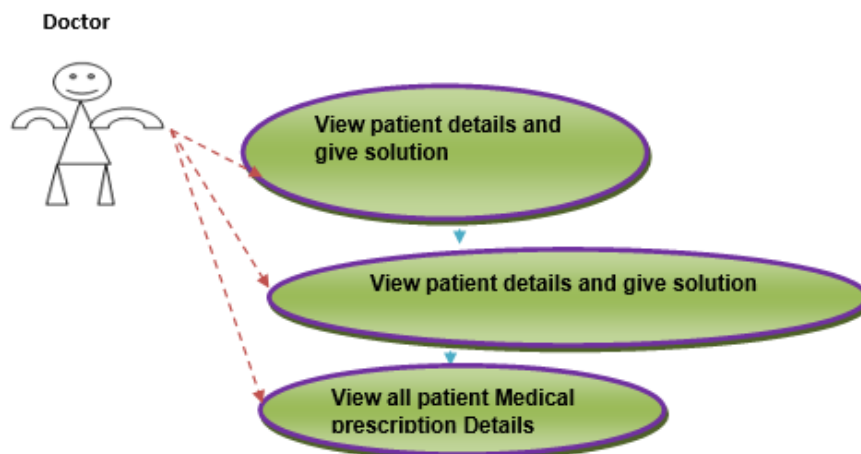 Doctor
View patient details and
give solution
View patient details and give solution
View all patient Medical
prescription Details